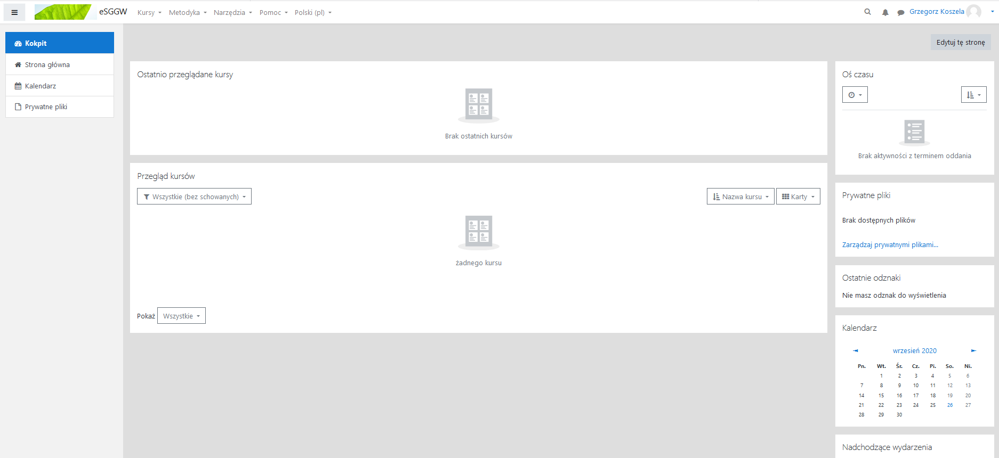 eSGGW Kursy Metodyka Narzędzia Pomoc Polski (pl) Grzegorz Koszela
Kokpit
Strona główna
Kalendarz
Prywatne pliki
Edytuj tę stronę
Ostatnio przeglądane kursy
Brak ostatnich kursów
Przegląd kursów
Wszystkie (bez schowanych) Nazwa kursu Karty
żadnego kursu
Pokaż Wszystkie
Oś czasu
Brak aktywności z terminem oddania
Prywatne pliki
Brak dostępnych plików
Zarządzaj prywatnymi plikami...
Ostatnie odznaki
Nie masz odznak do wyświetlenia
Kalendarz
◄ wrzesień 2020 ►
Pn. Wt. Śr. Cz. Pi. So. Ni.
1 2 3 4 5 6
7 8 9 10 11 12 13
14 15 16 17 18 19 20
21 22 23 24 25 26 27
28 29 30
Nadchodzące wydarzenia